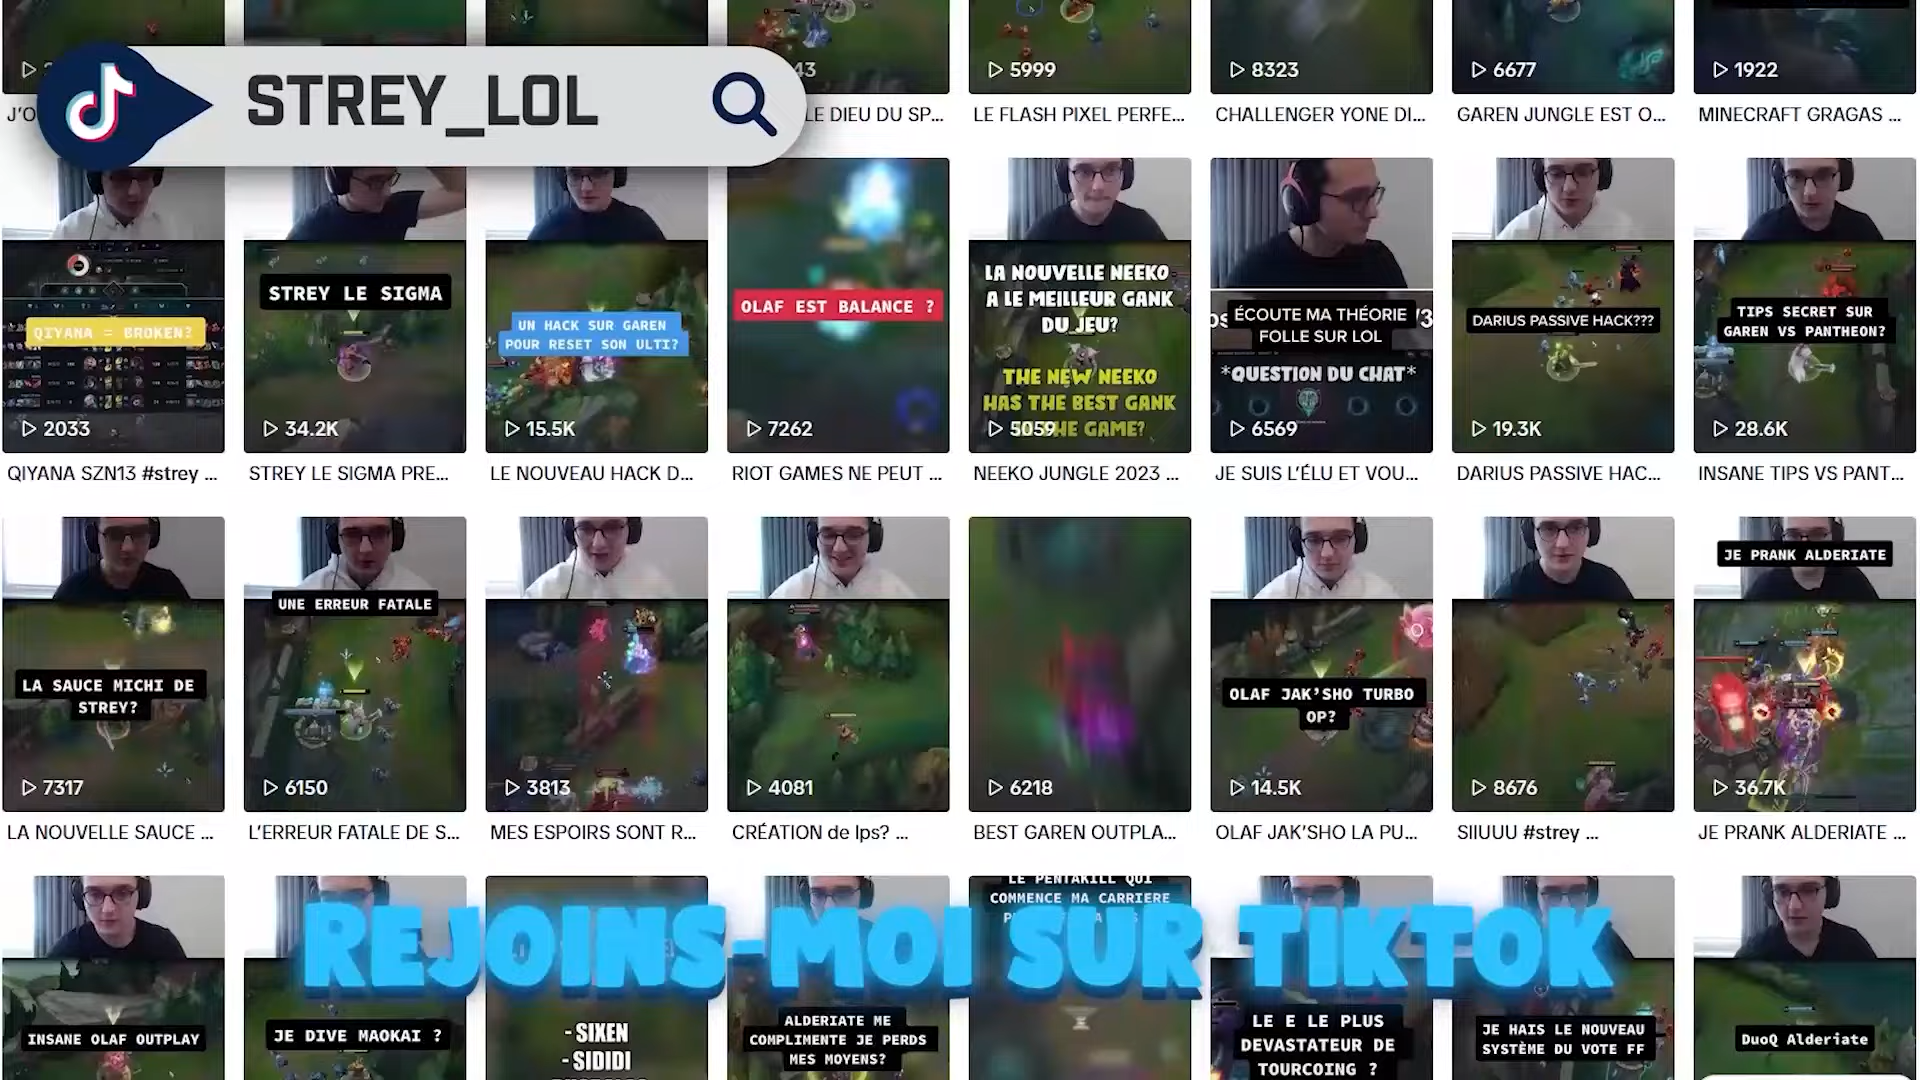 STREY_LOL
5999
8323
6677
1922
LE DIEU DU SP...
LE FLASH PIXEL PERFE...
CHALLENGER YONE DI...
GAREN JUNGLE EST O...
MINECRAFT GRAGAS ...
QIYANA = BROKEN?
2033
QIYANA SZN13 #strey ...
STREY LE SIGMA
34.2K
STREY LE SIGMA PRE...
UN HACK SUR GAREN
POUR RESET SON ULTI?
15.5K
LE NOUVEAU HACK D...
OLAF EST BALANCE ?
7262
RIOT GAMES NE PEUT ...
LA NOUVELLE NEEKO
A LE MEILLEUR GANK
DU JEU?
THE NEW NEEKO
HAS THE BEST GANK
THE GAME?
5059
NEEKO JUNGLE 2023 ...
ÉCOUTE MA THÉORIE
FOLLE SUR LOL
*QUESTION DU CHAT*
6569
JE SUIS L'ÉLU ET VOU...
DARIUS PASSIVE HACK???
19.3K
DARIUS PASSIVE HAC...
TIPS SECRET SUR
GAREN VS PANTHEON?
28.6K
INSANE TIPS VS PANT...
LA SAUCE MICHI DE
STREY?
7317
LA NOUVELLE SAUCE ...
UNE ERREUR FATALE
6150
L'ERREUR FATALE DE S...
3813
MES ESPOIRS SONT R...
4081
CRÉATION de lps? ...
6218
BEST GAREN OUTPLA...
OLAF JAK'SHO TURBO
OP?
14.5K
OLAF JAK'SHO LA PU...
8676
SIIUUU #strey ...
JE PRANK ALDERIATE
36.7K
JE PRANK ALDERIATE ...
REJOINS-MOI SUR TIKTOK
INSANE OLAF OUTPLAY
JE DIVE MAOKAI ?
- SIXEN
- SIDIDI
ALDERIATE ME
COMPLIMENTE JE PERDS
MES MOYENS?
LE PENTAKILL QUI
COMMENCE MA CARRIERE
LE E LE PLUS
DEVASTATEUR DE
TOURCOING ?
JE HAIS LE NOUVEAU
SYSTÈME DU VOTE FF
DuoQ Alderiate